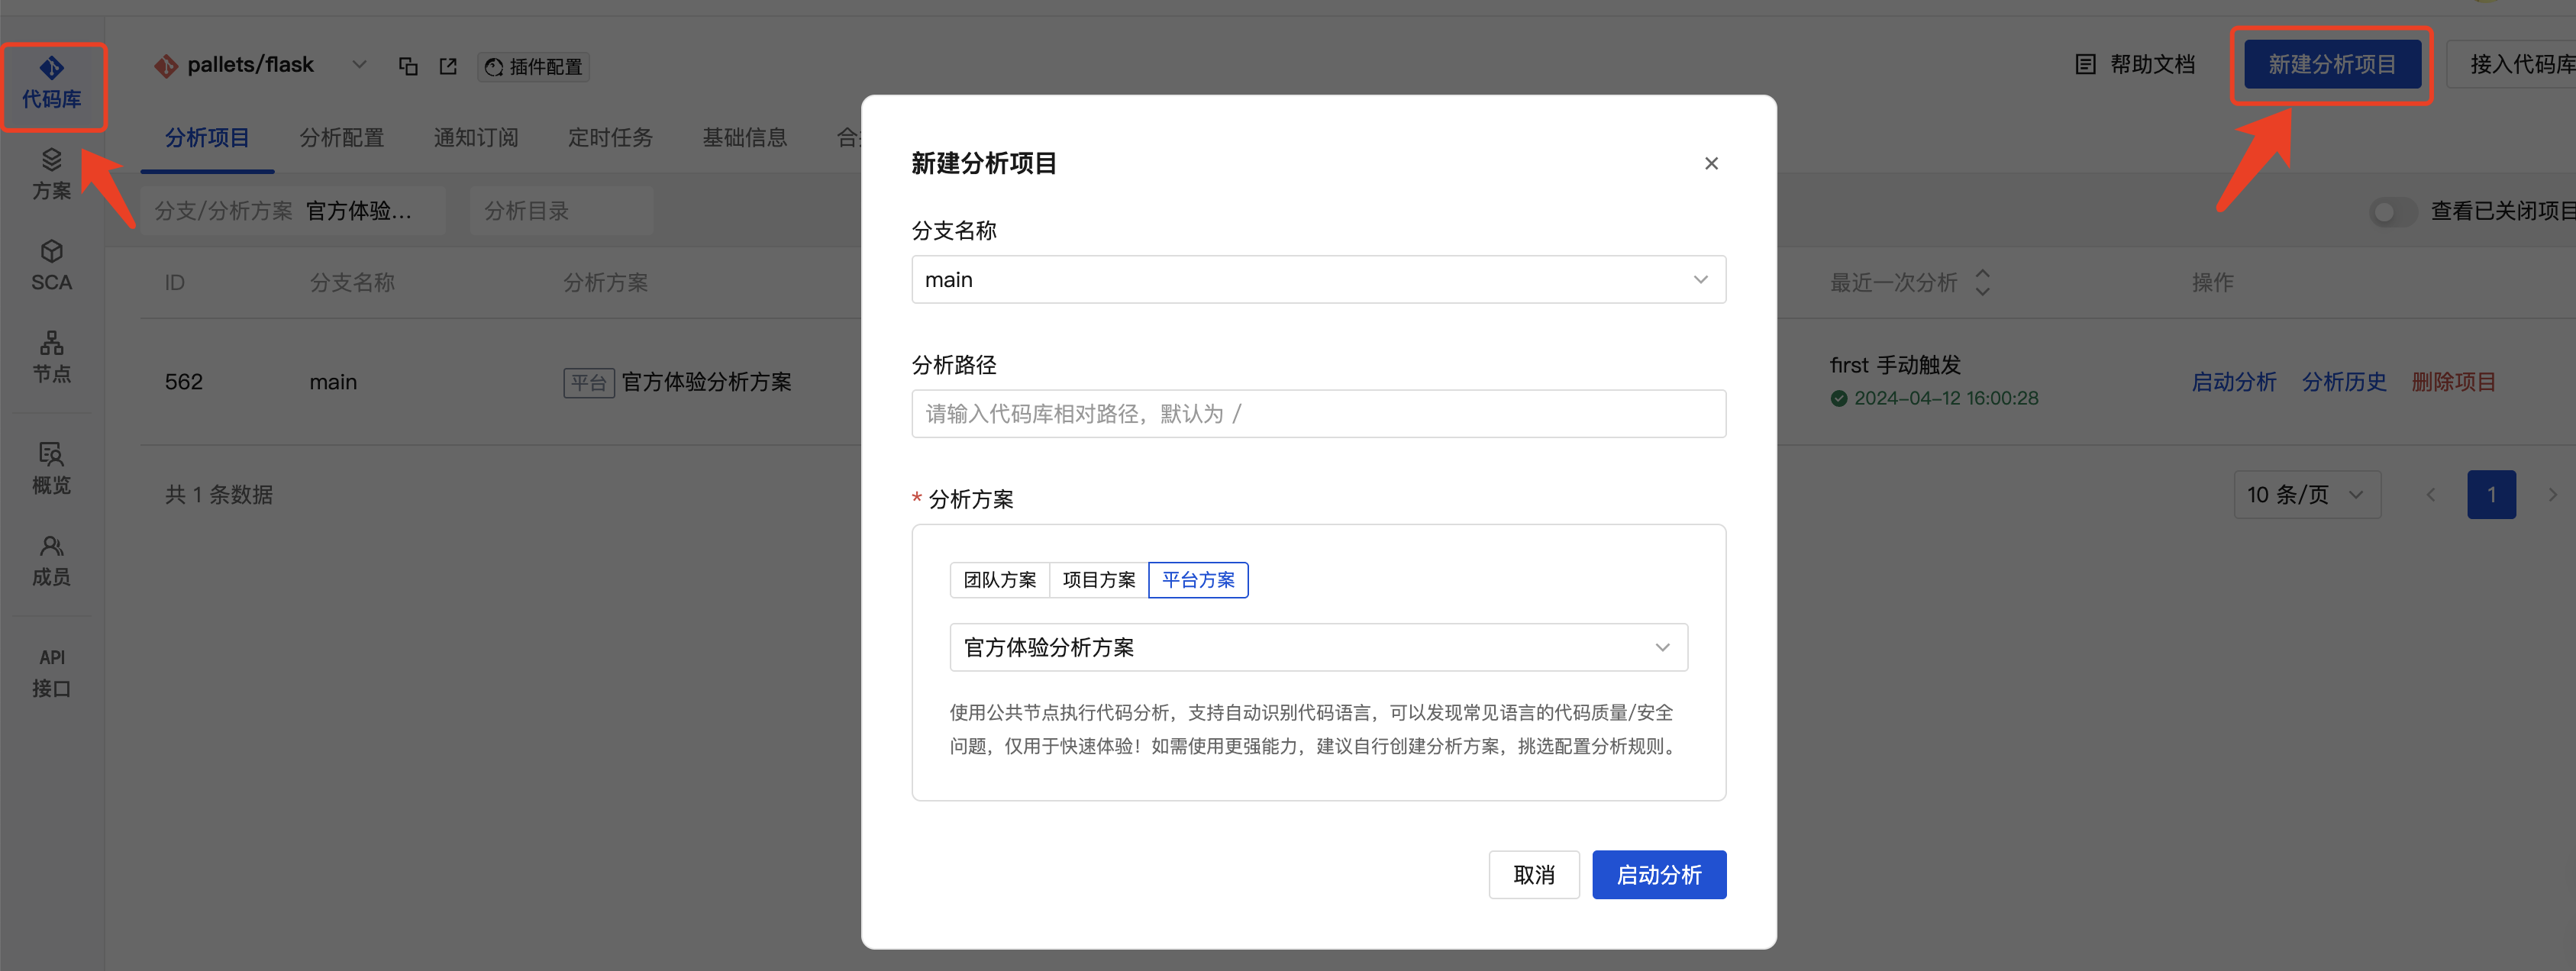 代码库
方案
SCA
节点
概览
成员
API
接口
pallets/flask
插件配置
帮助文档
新建分析项目
接入代码库
分析项目
分析配置
通知订阅
定时任务
基础信息
分支/分析方案 官方体验...
分析目录
查看已关闭项目
ID
分支名称
分析方案
最近一次分析
操作
562
main
平台 官方体验分析方案
first 手动触发
2024-04-12 16:00:28
启动分析
分析历史
删除项目
共 1 条数据
10 条/页
1
新建分析项目
分支名称
main
分析路径
请输入代码库相对路径，默认为 /
* 分析方案
团队方案
项目方案
平台方案
官方体验分析方案
使用公共节点执行代码分析，支持自动识别代码语言，可以发现常见语言的代码质量/安全
问题，仅用于快速体验！如需使用更强能力，建议自行创建分析方案，挑选配置分析规则。
取消
启动分析